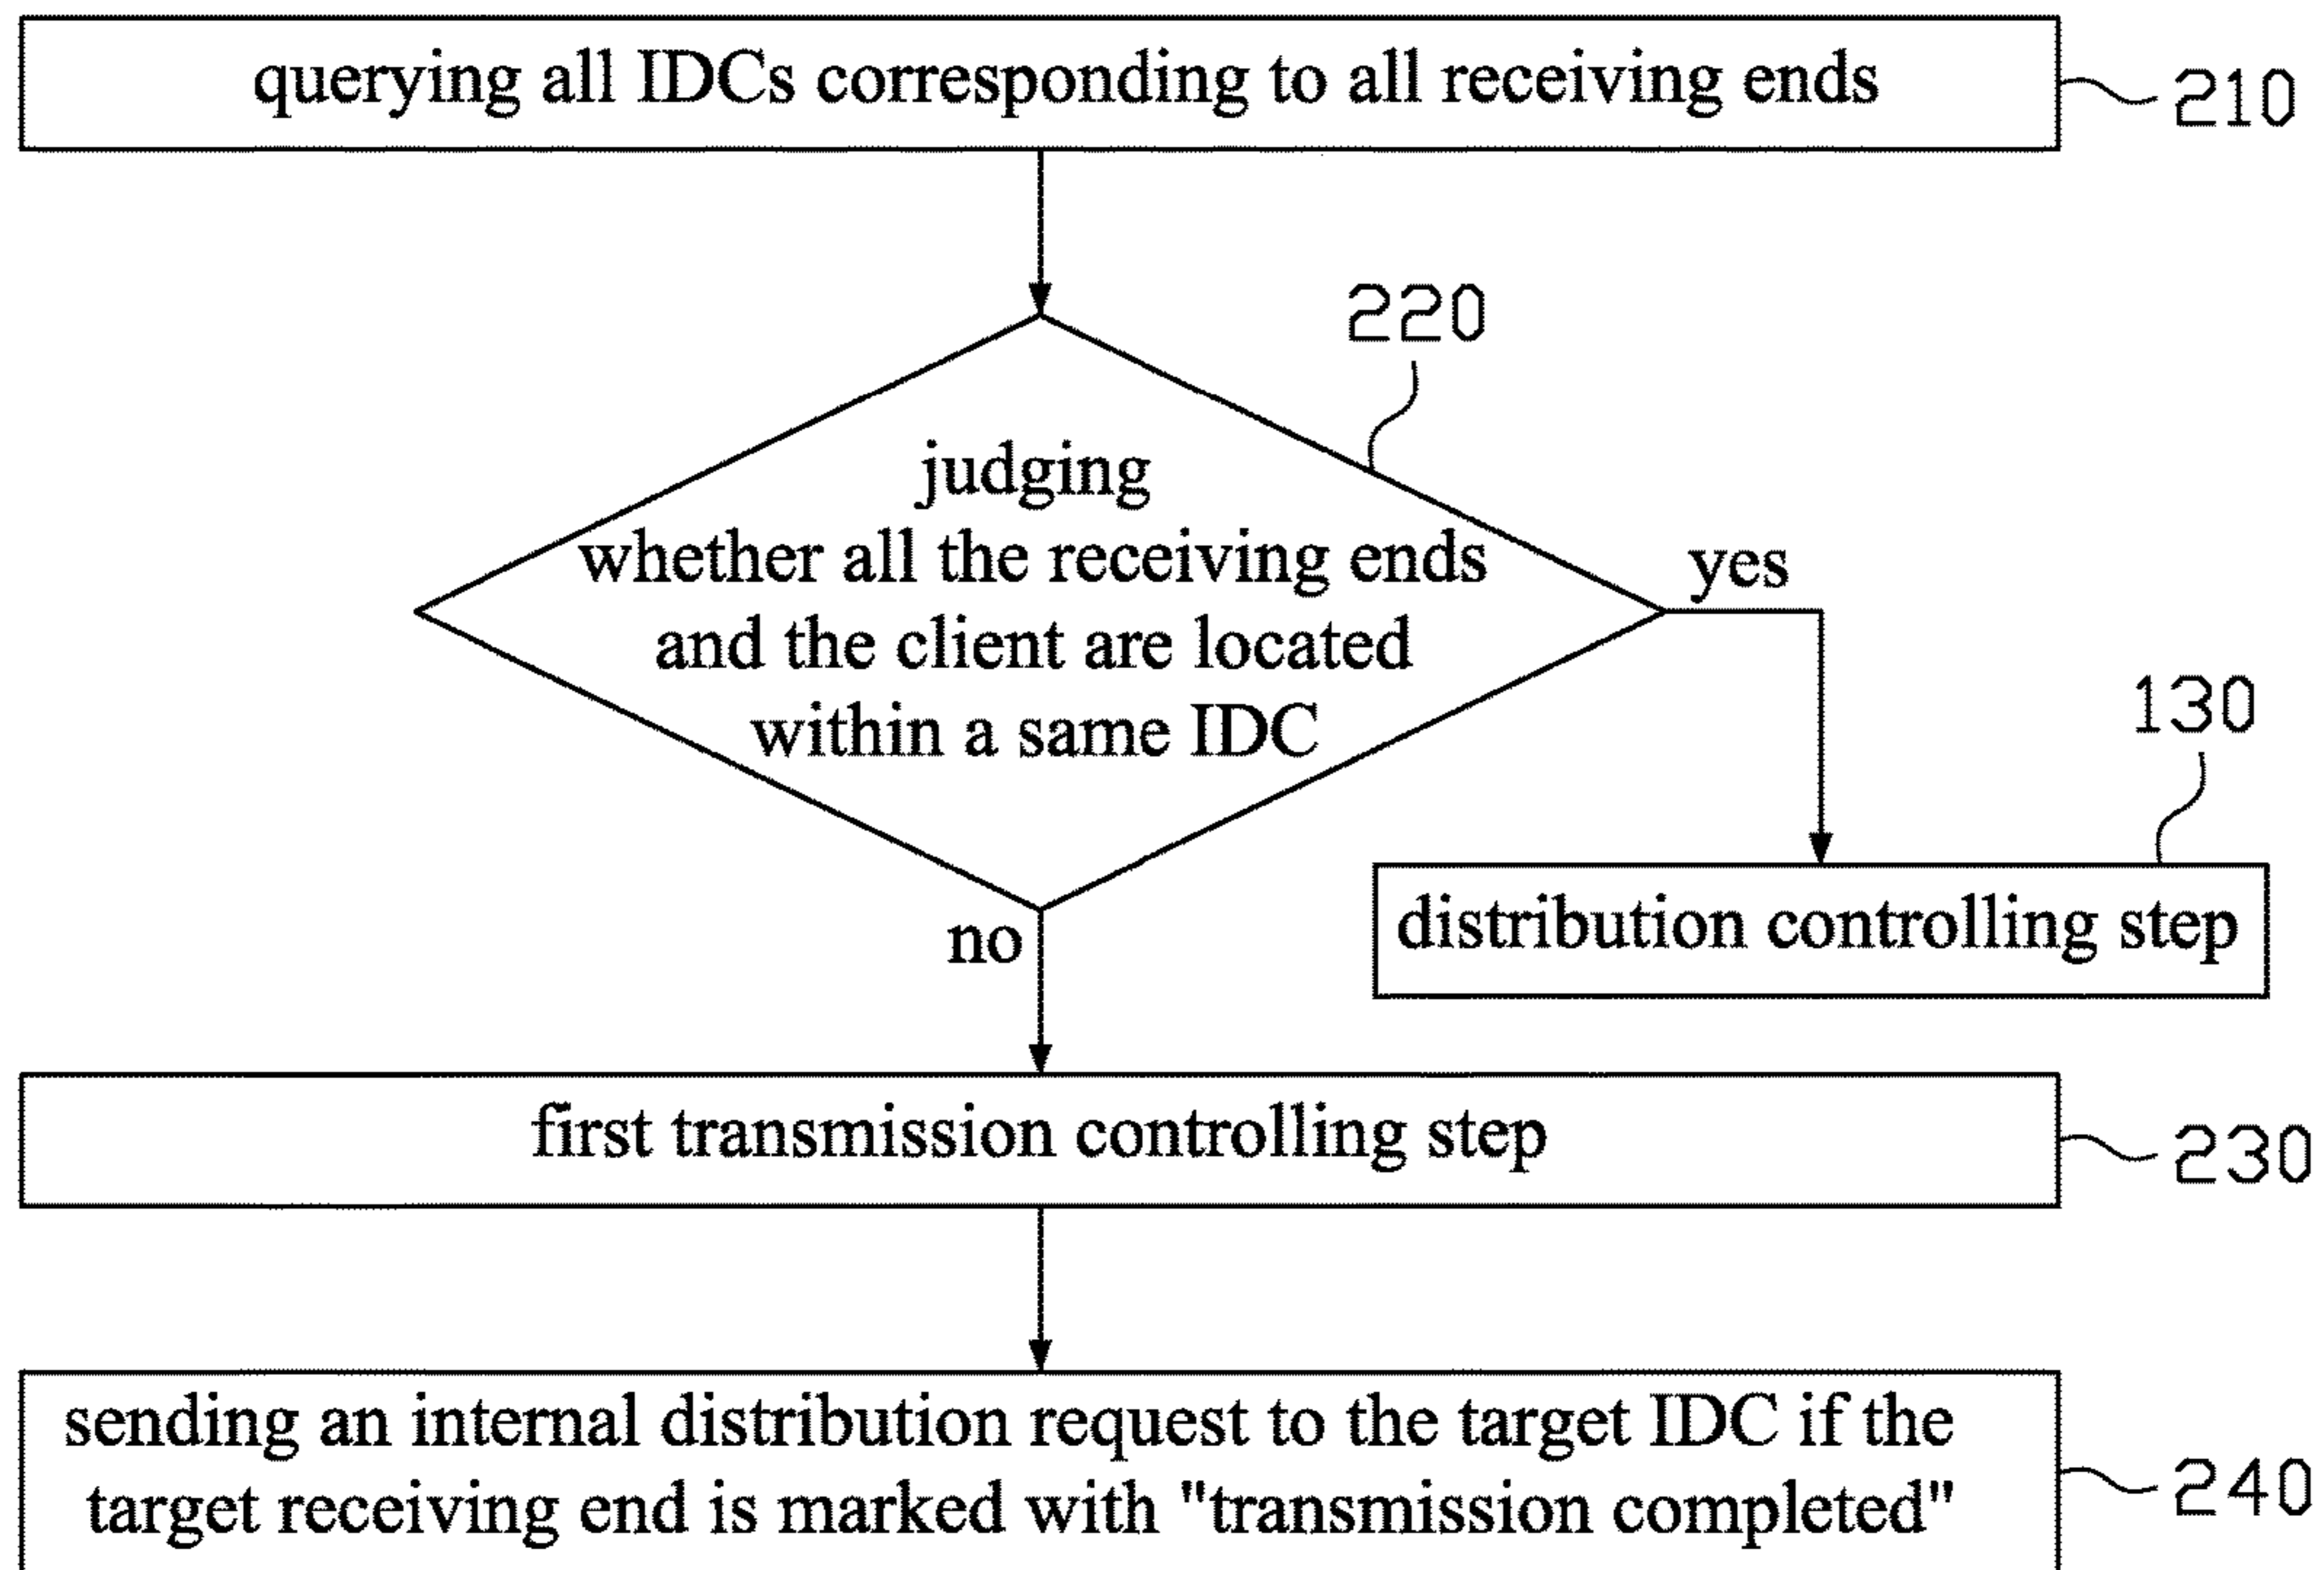 querying all IDCs corresponding to all receiving ends
210
220
judging
whether all the receiving ends
and the client are located
within a same IDC
yes
130
distribution controlling step
no
first transmission controlling step
230
sending an internal distribution request to the target IDC if the
target receiving end is marked with "transmission completed"
240